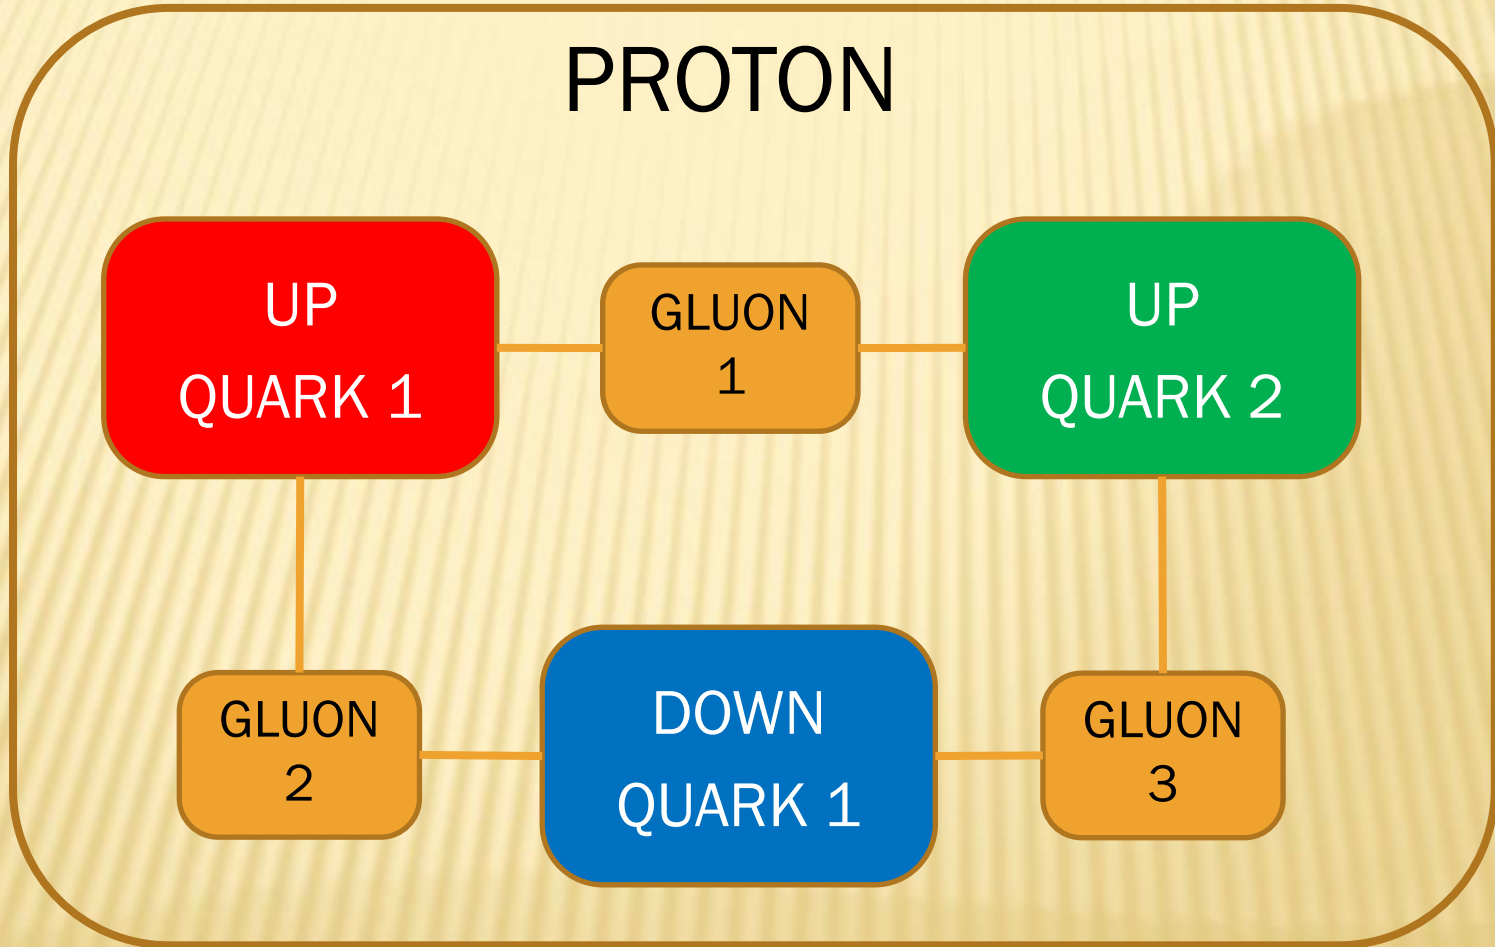 PROTON
UP
QUARK 1
GLUON
1
UP
QUARK 2
GLUON
2
DOWN
QUARK 1
GLUON
3